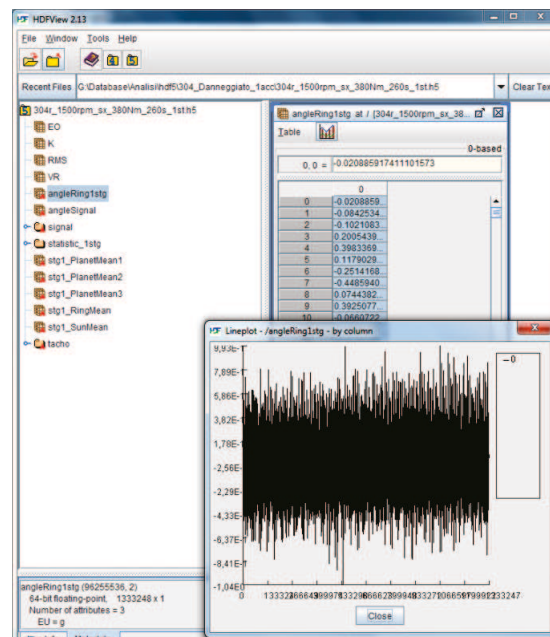 HDFView 2.13
File Window Tools Help
Recent Files G:\Database\Analisi\hdf5\304_Danneggiato_1acc\304r_1500rpm_sx_380Nm_260s_1st.h5 Clear Text
304r_1500rpm_sx_380Nm_260s_1st.h5
EO
K
RMS
VR
angleRing1stg
angleSignal
signal
statistic_1stg
stg1_PlanetMean1
stg1_PlanetMean2
stg1_PlanetMean3
stg1_RingMean
stg1_SunMean
tacho
angleRing1stg at / [304r_1500rpm_sx_38...
Table
0-based
0, 0 = -0.020885917411101573
0
0 -0.0208859...
1 -0.0842534...
2 -0.1021083...
3 0.2005439...
4 0.3983369...
5 0.1179029...
6 -0.2514168...
7 -0.4485940...
8 0.0744382...
9 0.3925077...
10 -0.0660722...
Lineplot - /angleRing1stg - by column
9,93E-1
7,89E-1
5,86E-1
3,82E-1
1,78E-1
-2,56E-1
-2,29E-1
-4,33E-1
-6,37E-1
-8,41E-1
-1,04E0
0
0
Close
angleRing1stg (96255536, 2)
64-bit floating-point, 1333248 x 1
Number of attributes = 3
EU = g